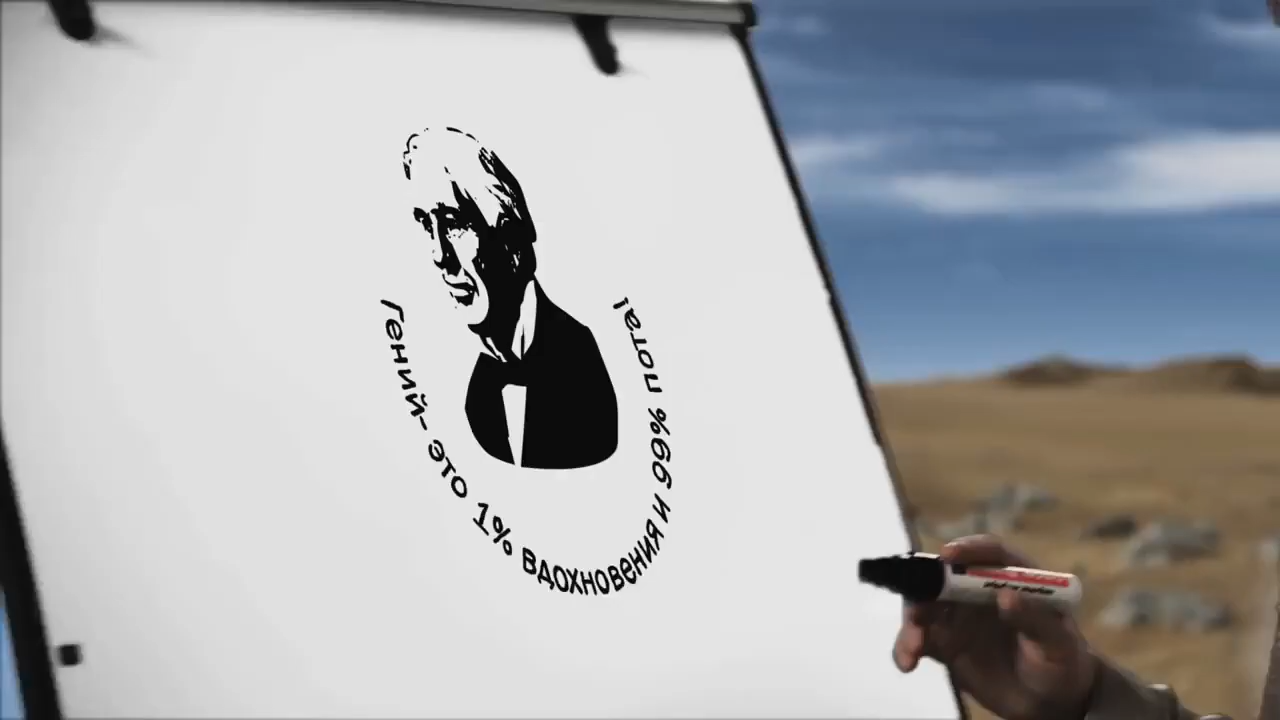 Гений- это 1% вдохновения и 99% пота!